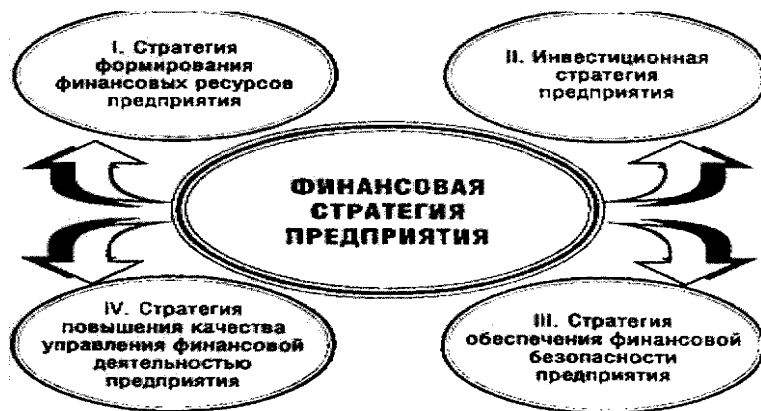 I. Стратегия
формирования
финансовых ресурсов
предприятия
II. Инвестиционная
стратегия
предприятия
ФИНАНСОВАЯ
СТРАТЕГИЯ
ПРЕДПРИЯТИЯ
IV. Стратегия
повышения качества
управления финансовой
деятельностью
предприятия
III. Стратегия
обеспечения финансовой
безопасности
предприятия